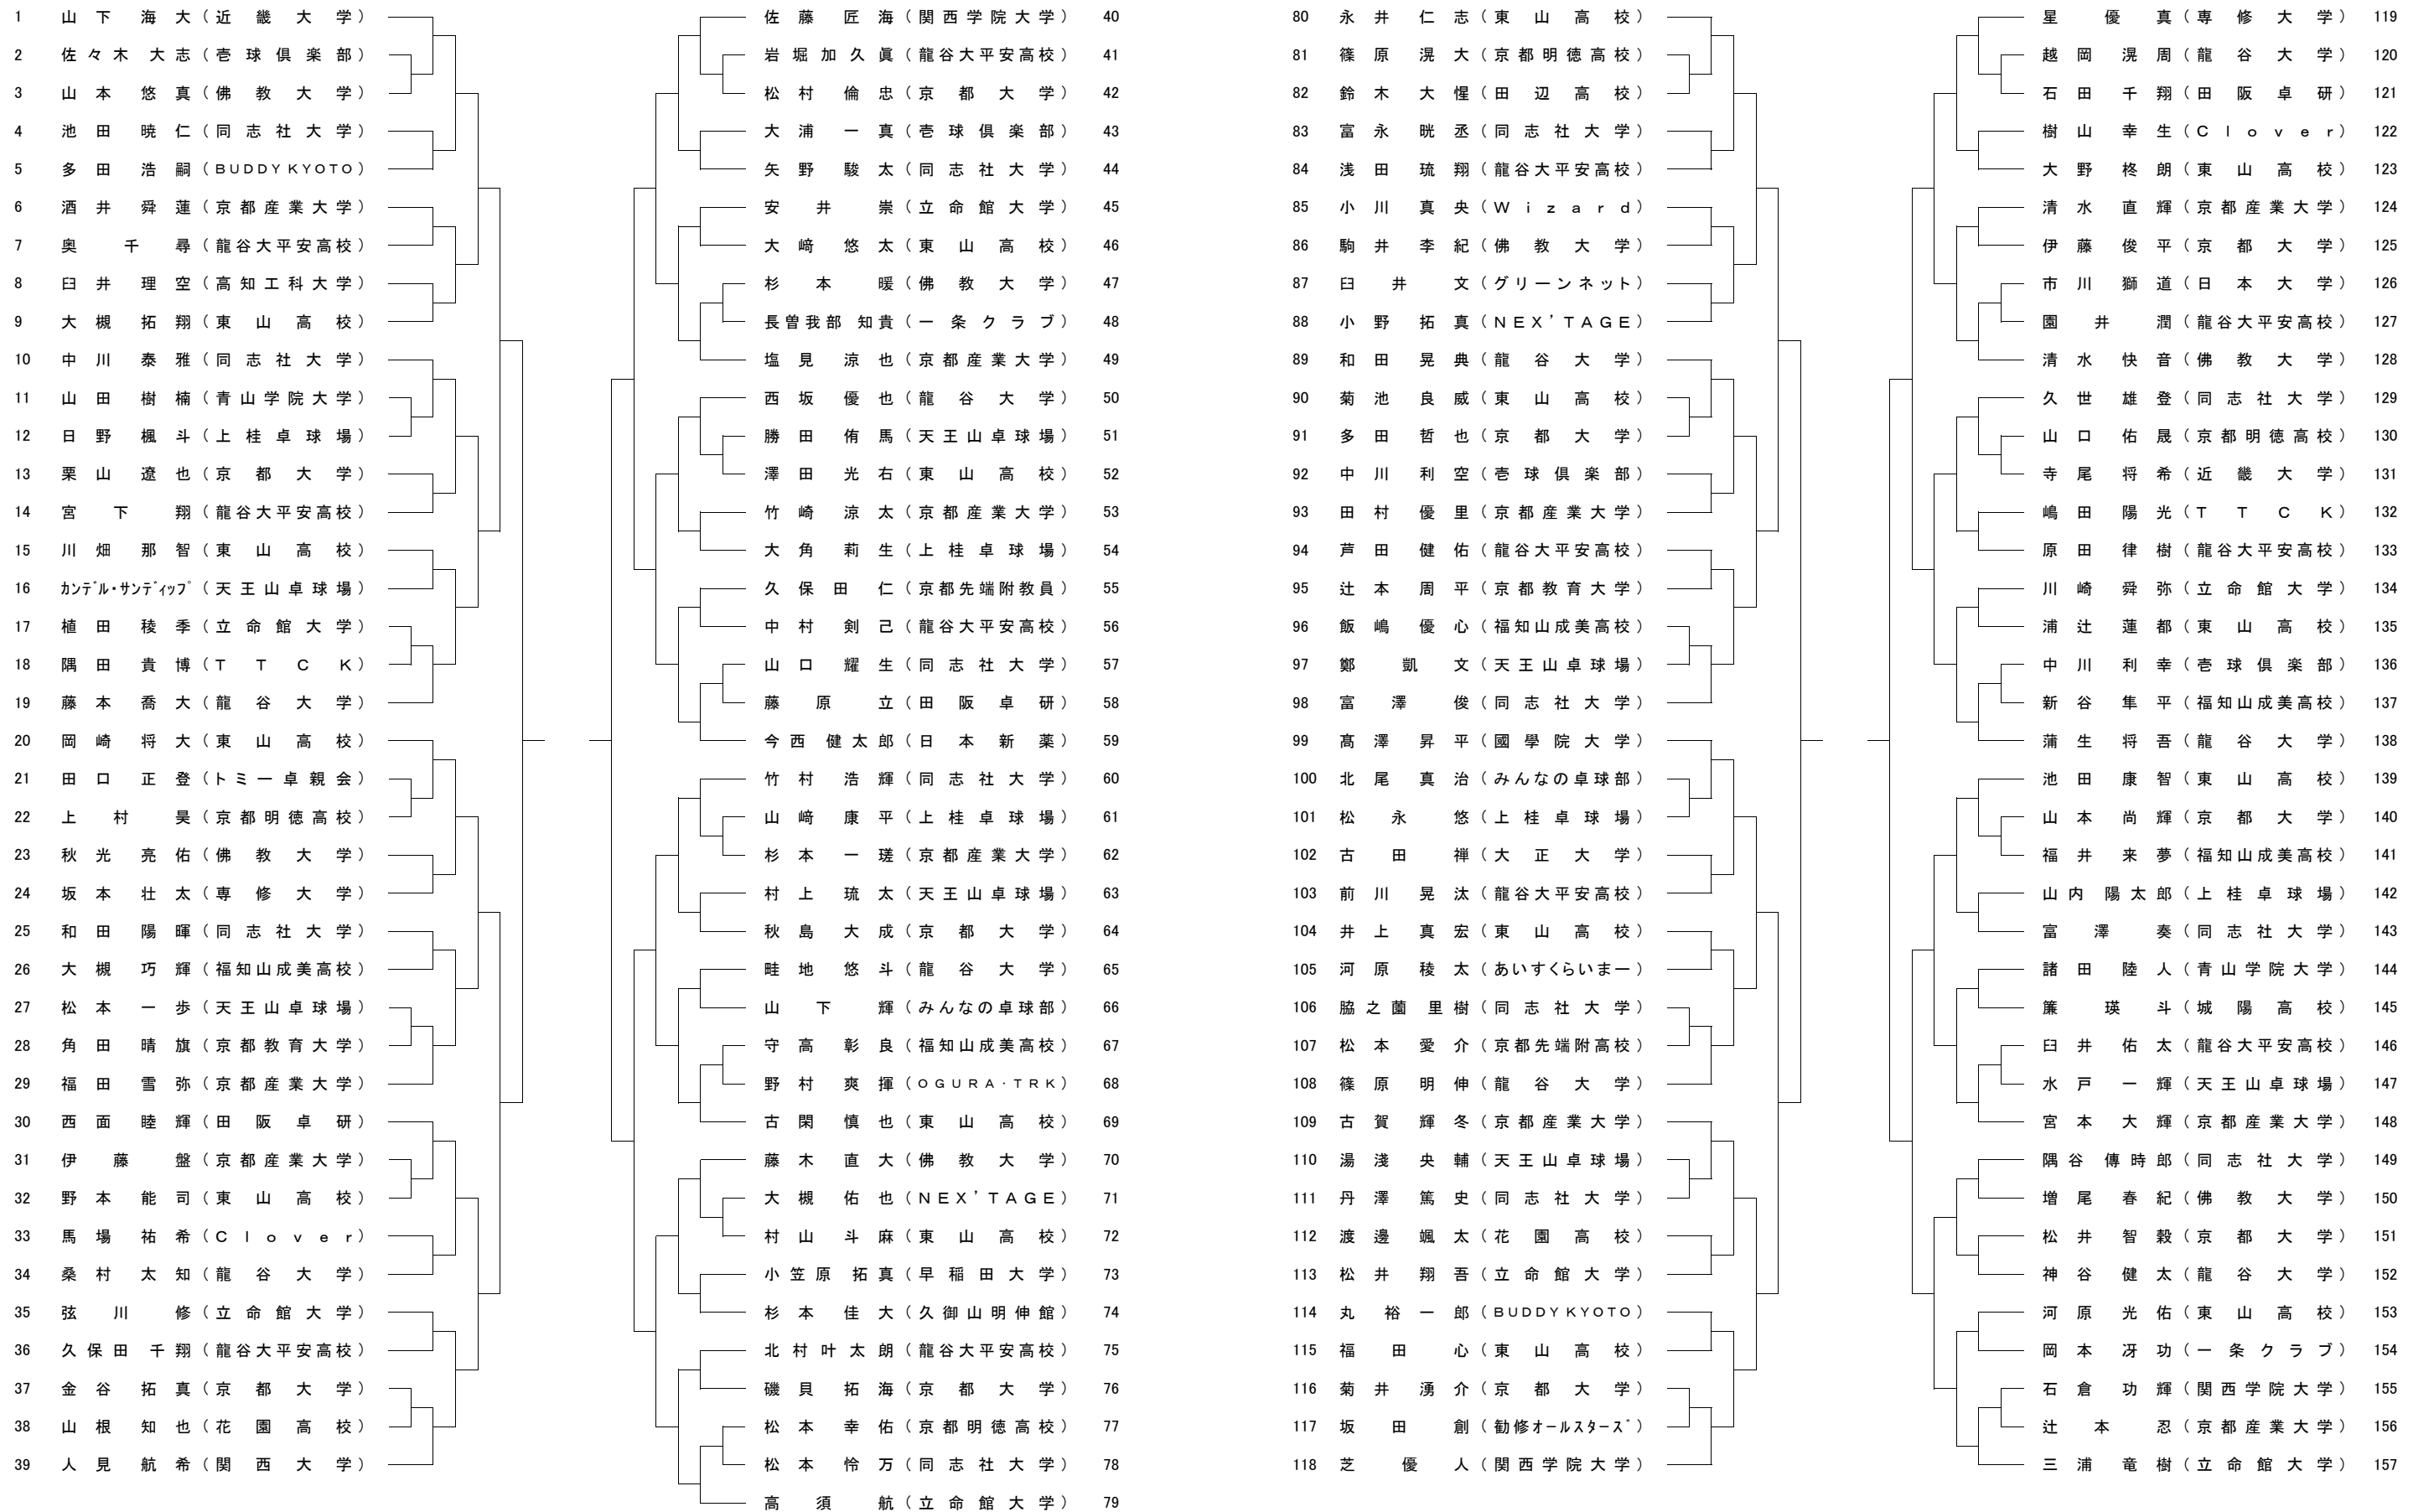 1 山下海大(近畿大学)
2 佐々木大志(壱球倶楽部)
3 山本悠真(佛教大学)
4 池田暁仁(同志社大学)
5 多田浩嗣(BUDDY KYOTO)
6 酒井舜蓮(京都産業大学)
7 奥千尋(龍谷大平安高校)
8 臼井理空(高知工科大学)
9 大槻拓翔(東山高校)
10 中川泰雅(同志社大学)
11 山田樹楠(青山学院大学)
12 日野楓斗(上桂卓球場)
13 栗山遼也(京都大学)
14 宮下翔(龍谷大平安高校)
15 川畑那智(東山高校)
16 カンデル・サンディップ(天王山卓球場)
17 植田稜季(立命館大学)
18 隅田貴博(TTCK)
19 藤本喬大(龍谷大学)
20 岡崎将大(東山高校)
21 田口正登(トミー卓親会)
22 上村昊(京都明徳高校)
23 秋光亮佑(佛教大学)
24 坂本壮太(専修大学)
25 和田陽暉(同志社大学)
26 大槻巧輝(福知山成美高校)
27 松本一歩(天王山卓球場)
28 角田晴旗(京都教育大学)
29 福田雪弥(京都産業大学)
30 西面睦輝(田阪卓研)
31 伊藤盤(京都産業大学)
32 野本能司(東山高校)
33 馬場祐希(Clover)
34 桑村太知(龍谷大学)
35 弦川修(立命館大学)
36 久保田千翔(龍谷大平安高校)
37 金谷拓真(京都大学)
38 山根知也(花園高校)
39 人見航希(関西大学)
佐藤匠海(関西学院大学) 40
岩堀加久眞(龍谷大平安高校) 41
松村倫忠(京都大学) 42
大浦一真(壱球倶楽部) 43
矢野駿太(同志社大学) 44
安井崇(立命館大学) 45
大﨑悠太(東山高校) 46
杉本暖(佛教大学) 47
長曽我部知貴(一条クラブ) 48
塩見涼也(京都産業大学) 49
西坂優也(龍谷大学) 50
勝田侑馬(天王山卓球場) 51
澤田光右(東山高校) 52
竹崎涼太(京都産業大学) 53
大角莉生(上桂卓球場) 54
久保田仁(京都先端附教員) 55
中村剣己(龍谷大平安高校) 56
山口耀生(同志社大学) 57
藤原立(田阪卓研) 58
今西健太郎(日本新薬) 59
竹村浩輝(同志社大学) 60
山﨑康平(上桂卓球場) 61
杉本一瑳(京都産業大学) 62
村上琉太(天王山卓球場) 63
秋島大成(京都大学) 64
畦地悠斗(龍谷大学) 65
山下輝(みんなの卓球部) 66
守高彰良(福知山成美高校) 67
野村爽揮(OGURA・TRK) 68
古閑慎也(東山高校) 69
藤木直大(佛教大学) 70
大槻佑也(NEX'TAGE) 71
村山斗麻(東山高校) 72
小笠原拓真(早稲田大学) 73
杉本佳大(久御山明伸館) 74
北村叶太朗(龍谷大平安高校) 75
磯貝拓海(京都大学) 76
松本幸佑(京都明徳高校) 77
松本怜万(同志社大学) 78
高須航(立命館大学) 79
80 永井仁志(東山高校)
81 篠原滉大(京都明徳高校)
82 鈴木大惺(田辺高校)
83 富永晄丞(同志社大学)
84 浅田琉翔(龍谷大平安高校)
85 小川真央(Wizard)
86 駒井李紀(佛教大学)
87 臼井文(グリーンネット)
88 小野拓真(NEX'TAGE)
89 和田晃典(龍谷大学)
90 菊池良威(東山高校)
91 多田哲也(京都大学)
92 中川利空(壱球倶楽部)
93 田村優里(京都産業大学)
94 芦田健佑(龍谷大平安高校)
95 辻本周平(京都教育大学)
96 飯嶋優心(福知山成美高校)
97 鄭凱文(天王山卓球場)
98 富澤俊(同志社大学)
99 髙澤昇平(國學院大学)
100 北尾真治(みんなの卓球部)
101 松永悠(上桂卓球場)
102 古田禅(大正大学)
103 前川晃汰(龍谷大平安高校)
104 井上真宏(東山高校)
105 河原稜太(あいすくらいまー)
106 脇之薗里樹(同志社大学)
107 松本愛介(京都先端附高校)
108 篠原明伸(龍谷大学)
109 古賀輝冬(京都産業大学)
110 湯淺央輔(天王山卓球場)
111 丹澤篤史(同志社大学)
112 渡邊颯太(花園高校)
113 松井翔吾(立命館大学)
114 丸裕一郎(BUDDY KYOTO)
115 福田心(東山高校)
116 菊井湧介(京都大学)
117 坂田創(勧修オールスターズ)
118 芝優人(関西学院大学)
星優真(専修大学) 119
越岡滉周(龍谷大学) 120
石田千翔(田阪卓研) 121
樹山幸生(Clover) 122
大野柊朗(東山高校) 123
清水直輝(京都産業大学) 124
伊藤俊平(京都大学) 125
市川獅道(日本大学) 126
園井潤(龍谷大平安高校) 127
清水快音(佛教大学) 128
久世雄登(同志社大学) 129
山口佑晟(京都明徳高校) 130
寺尾将希(近畿大学) 131
嶋田陽光(TTCK) 132
原田律樹(龍谷大平安高校) 133
川崎舜弥(立命館大学) 134
浦辻蓮都(東山高校) 135
中川利幸(壱球倶楽部) 136
新谷隼平(福知山成美高校) 137
蒲生将吾(龍谷大学) 138
池田康智(東山高校) 139
山本尚輝(京都大学) 140
福井来夢(福知山成美高校) 141
山内陽太郎(上桂卓球場) 142
富澤奏(同志社大学) 143
諸田陸人(青山学院大学) 144
簾瑛斗(城陽高校) 145
臼井佑太(龍谷大平安高校) 146
水戸一輝(天王山卓球場) 147
宮本大輝(京都産業大学) 148
隅谷傳時郎(同志社大学) 149
増尾春紀(佛教大学) 150
松井智毅(京都大学) 151
神谷健太(龍谷大学) 152
河原光佑(東山高校) 153
岡本冴功(一条クラブ) 154
石倉功輝(関西学院大学) 155
辻本忍(京都産業大学) 156
三浦竜樹(立命館大学) 157